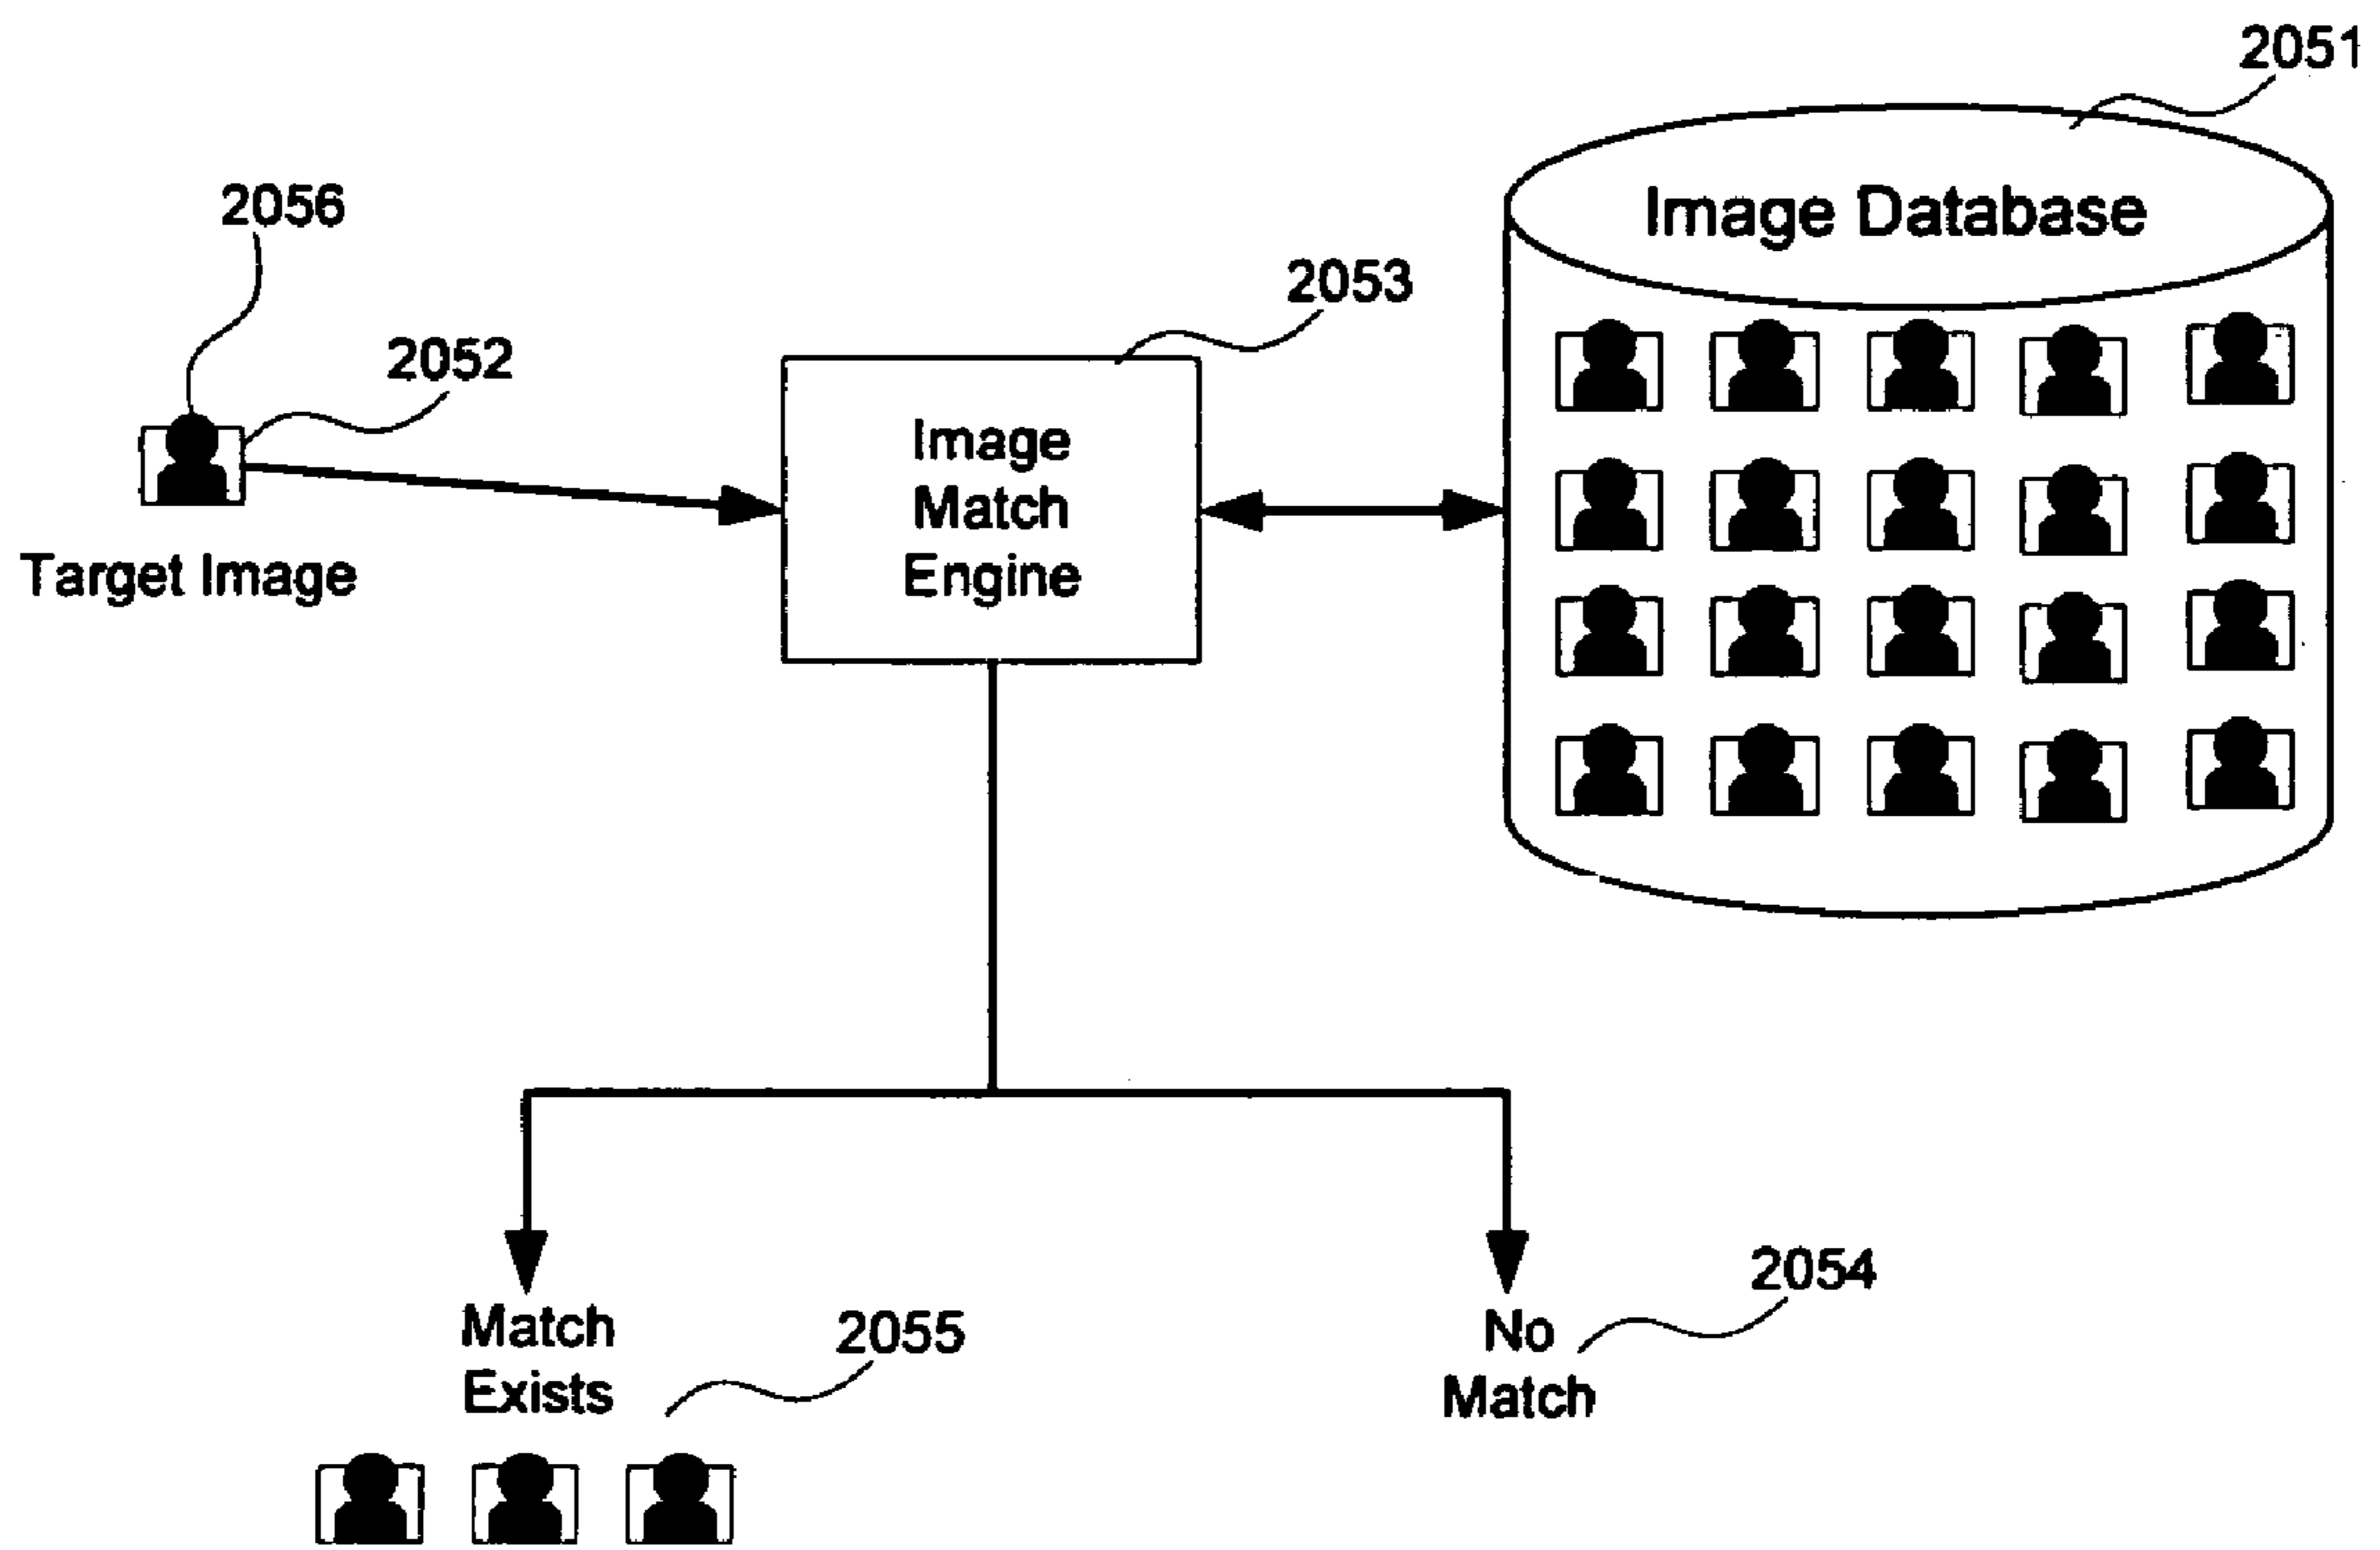 2051
Image Database
2056
2053
2052
Image
Match
Engine
Target Image
2054
2055
Match
Exists
No
Match